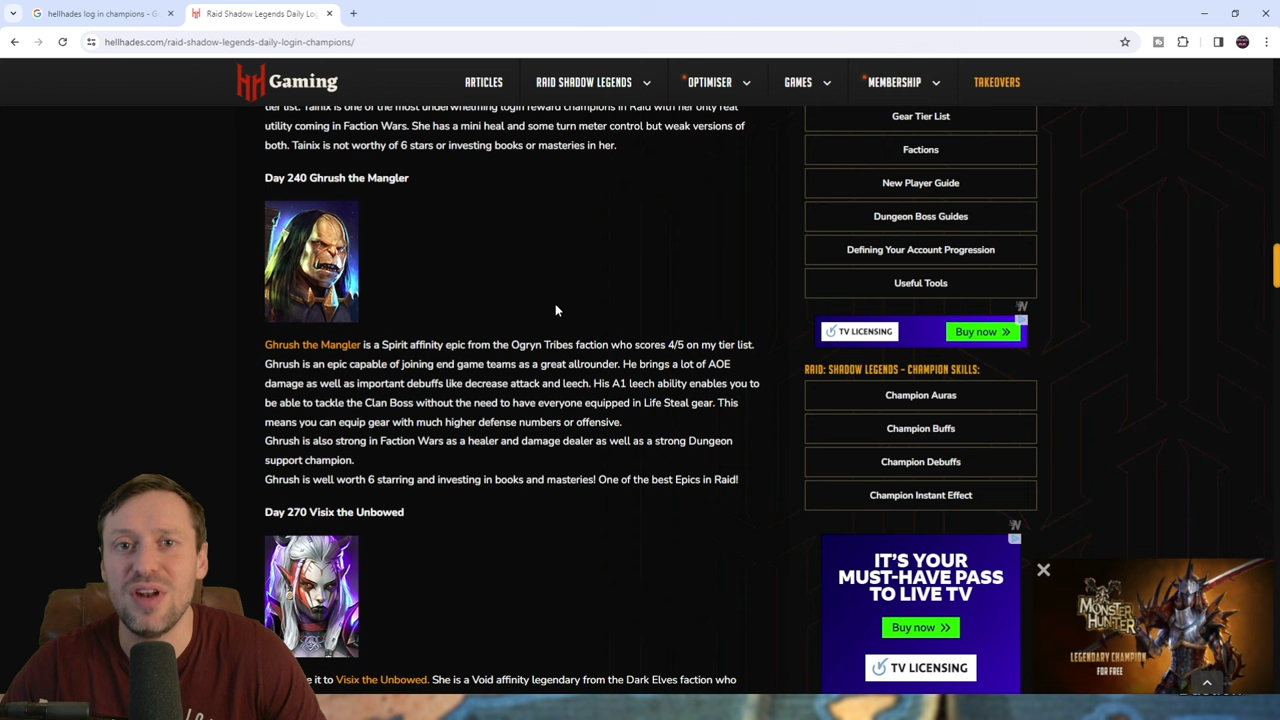 hellhades log in champions - G
Raid Shadow Legends Daily Log
hellhades.com/raid-shadow-legends-daily-login-champions/
Gaming
ARTICLES
RAID SHADOW LEGENDS
*OPTIMISER
GAMES
*MEMBERSHIP
TAKEOVERS
tier list. Tainix is one of the most underwhelming login reward champions in Raid with her only real
utility coming in Faction Wars. She has a mini heal and some turn meter control but weak versions of
both. Tainix is not worthy of 6 stars or investing books or masteries in her.
Day 240 Ghrush the Mangler
Ghrush the Mangler is a Spirit affinity epic from the Ogryn Tribes faction who scores 4/5 on my tier list.
Ghrush is an epic capable of joining end game teams as a great allrounder. He brings a lot of AOE
damage as well as important debuffs like decrease attack and leech. His A1 leech ability enables you to
be able to tackle the Clan Boss without the need to have everyone equipped in Life Steal gear. This
means you can equip gear with much higher defense numbers or offensive.
Ghrush is also strong in Faction Wars as a healer and damage dealer as well as a strong Dungeon
support champion.
Ghrush is well worth 6 starring and investing in books and masteries! One of the best Epics in Raid!
Day 270 Visix the Unbowed
e it to Visix the Unbowed. She is a Void affinity legendary from the Dark Elves faction who
Gear Tier List
Factions
New Player Guide
Dungeon Boss Guides
Defining Your Account Progression
Useful Tools
TV LICENSING
Buy now
RAID: SHADOW LEGENDS - CHAMPION SKILLS:
Champion Auras
Champion Buffs
Champion Debuffs
Champion Instant Effect
IT'S YOUR
MUST-HAVE PASS
TO LIVE TV
Buy now
TV LICENSING
MONSTER
HUNTER
LEGENDARY CHAMPION
FOR FREE